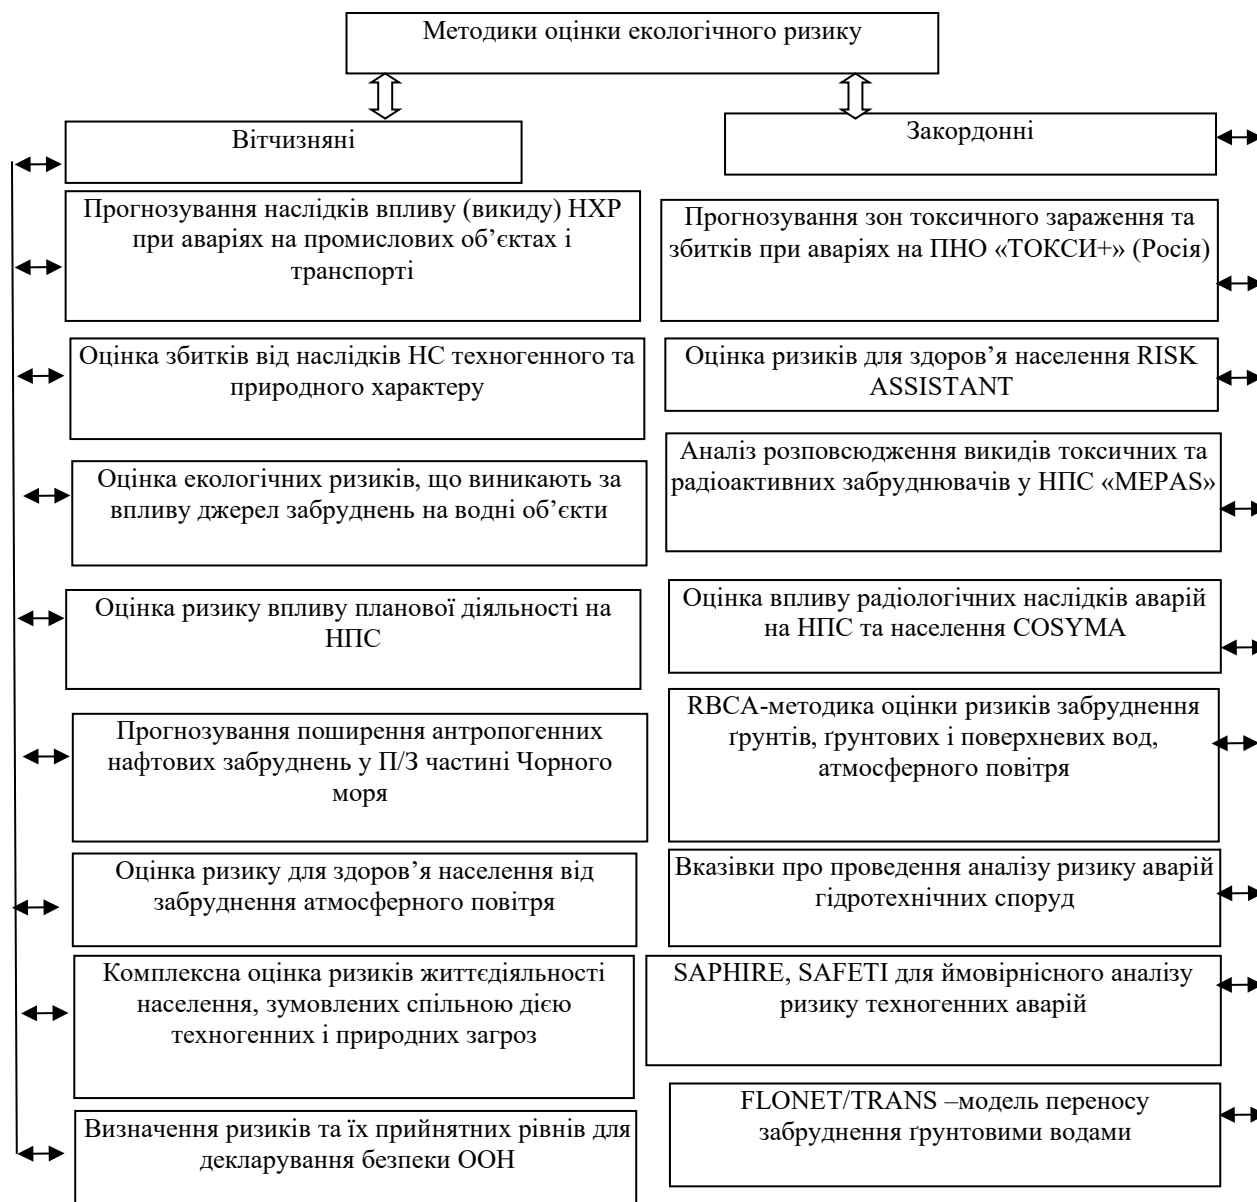 Методики оцінки екологічного ризику
Вітчизняні
Прогнозування наслідків впливу (викиду) НХР
при аваріях на промислових об’єктах і
транспорті
Оцінка збитків від наслідків НС техногенного та
природного характеру
Оцінка екологічних ризиків, що виникають за
впливу джерел забруднень на водні об’єкти
Оцінка ризику впливу планової діяльності на
НПС
Прогнозування поширення антропогенних
нафтових забруднень у П/З частині Чорного
моря
Оцінка ризику для здоров’я населення від
забруднення атмосферного повітря
Комплексна оцінка ризиків життєдіяльності
населення, зумовлених спільною дією
техногенних і природних загроз
Визначення ризиків та їх прийнятних рівнів для
декларування безпеки ООН
Закордонні
Прогнозування зон токсичного зараження та
збитків при аваріях на ПНО «ТОКСИ+» (Росія)
Оцінка ризиків для здоров’я населення RISK
ASSISTANT
Аналіз розповсюдження викидів токсичних та
радіоактивних забруднювачів у НПС «MEPAS»
Оцінка впливу радіологічних наслідків аварій
на НПС та населення COSYMA
RBCA-методика оцінки ризиків забруднення
ґрунтів, ґрунтових і поверхневих вод,
атмосферного повітря
Вказівки про проведення аналізу ризику аварій
гідротехнічних споруд
SAPHIRE, SAFETI для ймовірнісного аналізу
ризику техногенних аварій
FLONET/TRANS –модель переносу
забруднення ґрунтовими водами